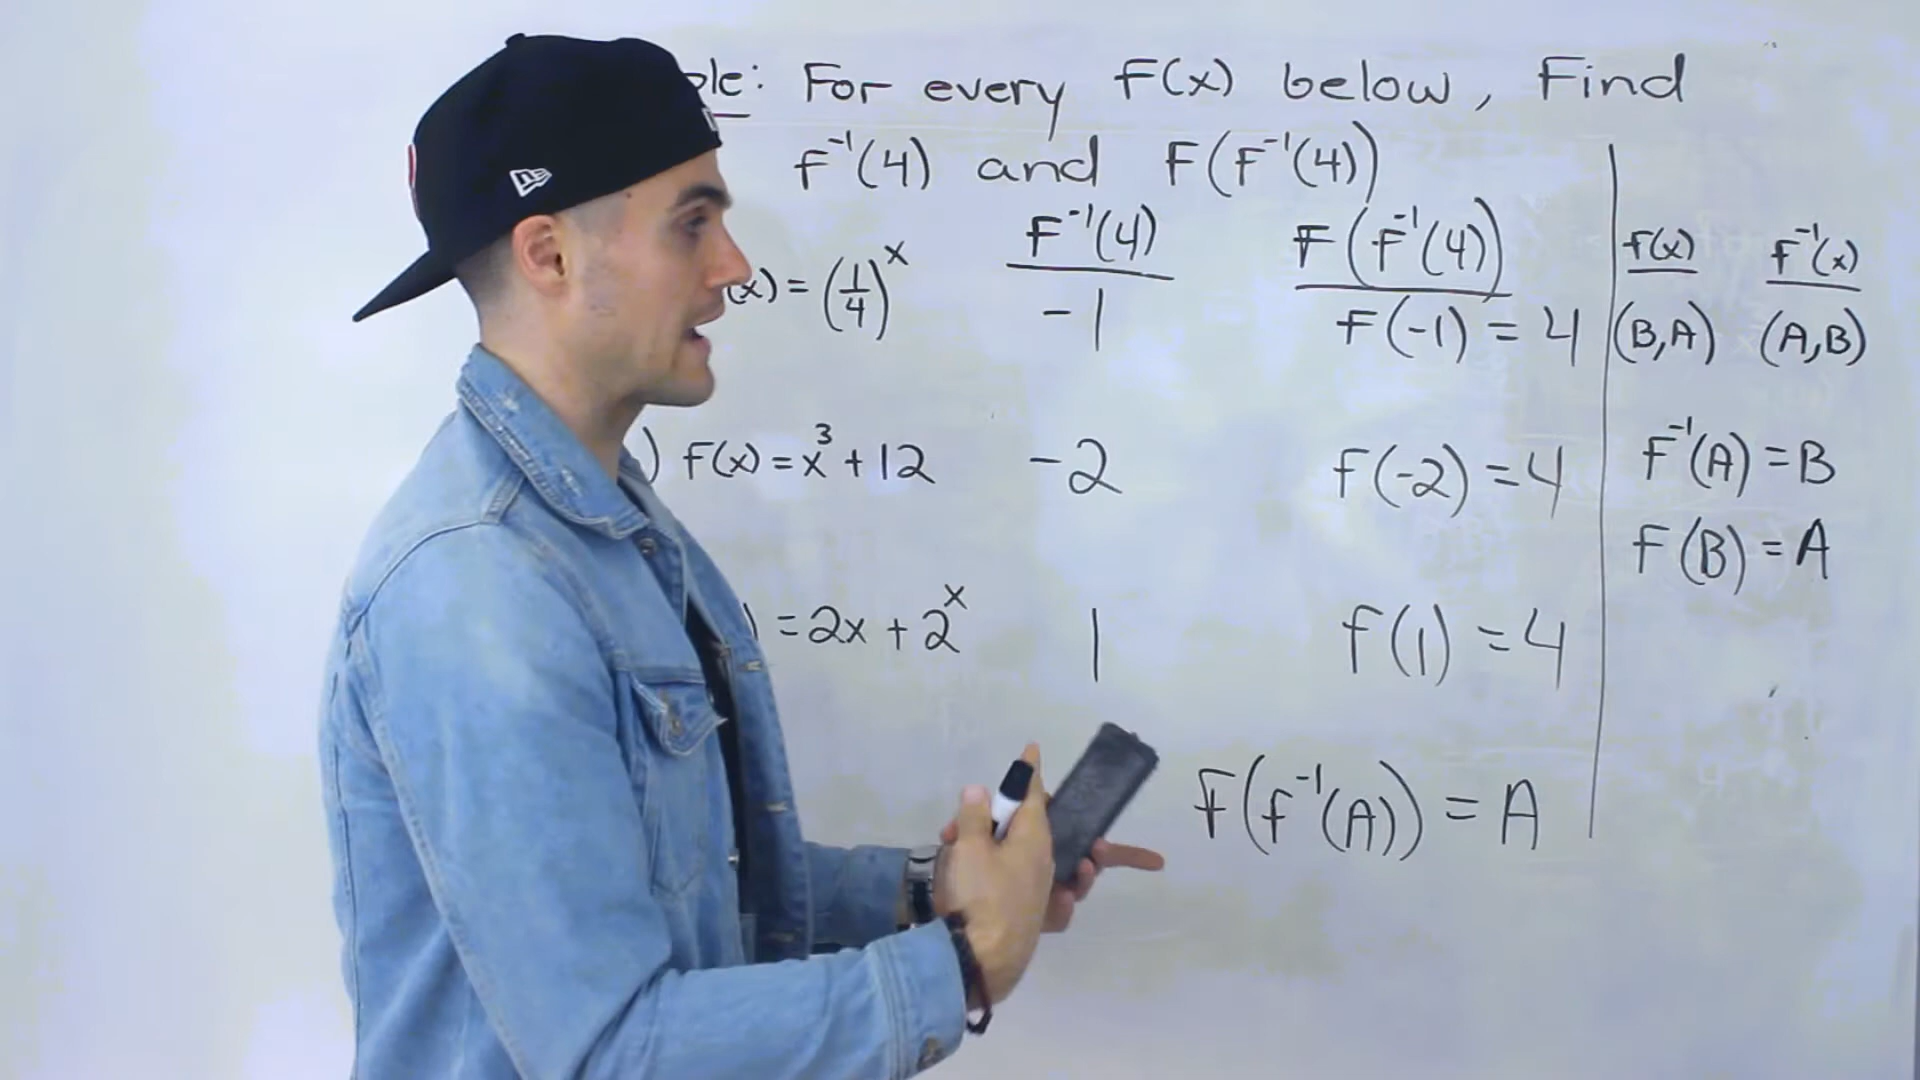 ple: For every F(x) below, Find
f⁻¹(4) and F(F⁻¹(4))
F⁻¹(4) F(f⁻¹(4)) f(x) F⁻¹(x)
(x) = (1/4)^x -1 F(-1) = 4 (B,A) (A,B)
) F(x) = x³ + 12 -2 f(-2) = 4 F⁻¹(A) = B
F(B) = A
) = 2x + 2^x 1 f(1) = 4
F(f⁻¹(A)) = A